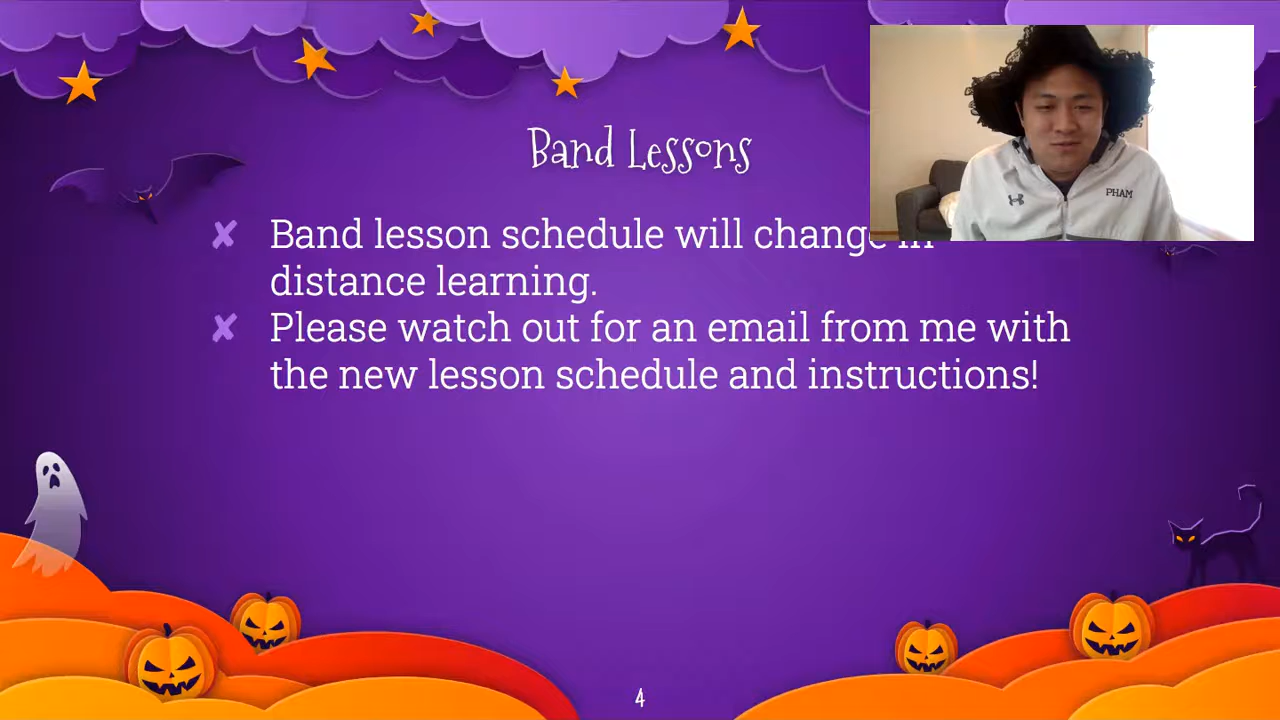 Band Lessons
PHAM
✘ Band lesson schedule will change in
distance learning.
✘ Please watch out for an email from me with
the new lesson schedule and instructions!
4